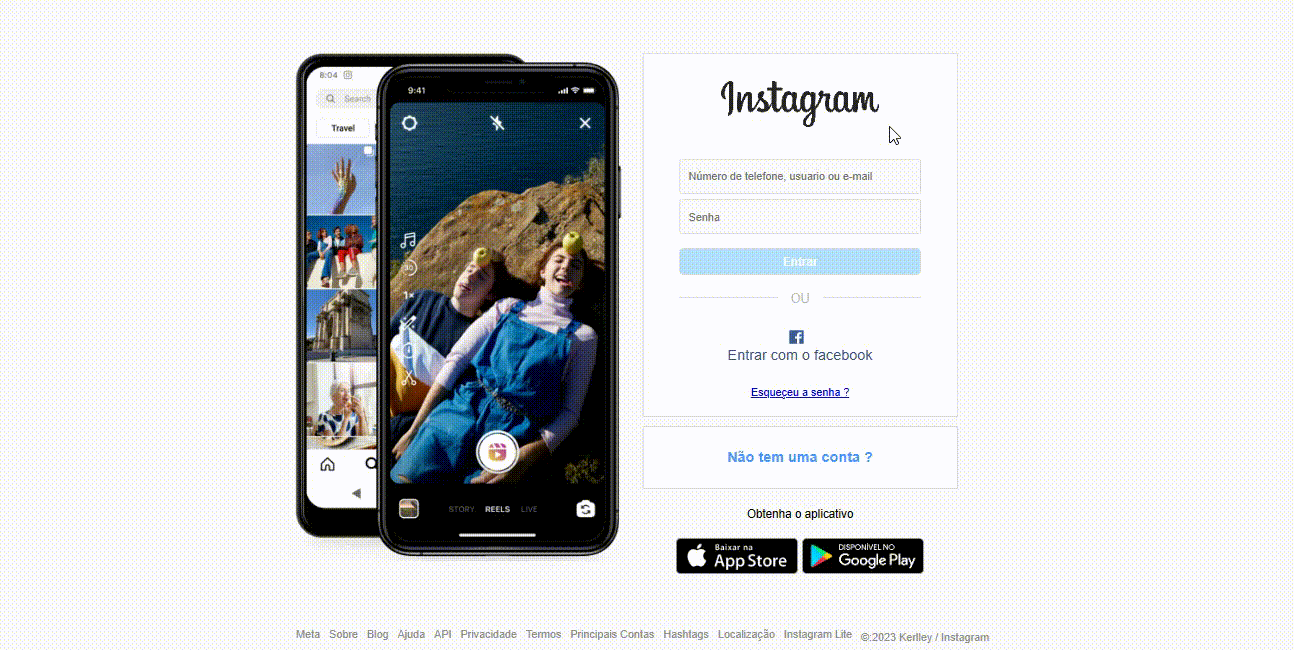 8:04
Search
Travel
9:41
30
1x
STORY REELS LIVE
Instagram
Número de telefone, usuario ou e-mail
Senha
Entrar
OU
Entrar com o facebook
Esqueçeu a senha ?
Não tem uma conta ?
Obtenha o aplicativo
Baixar na
App Store
DISPONÍVEL NO
Google Play
Meta Sobre Blog Ajuda API Privacidade Termos Principais Contas Hashtags Localização Instagram Lite ©:2023 Kerlley / Instagram